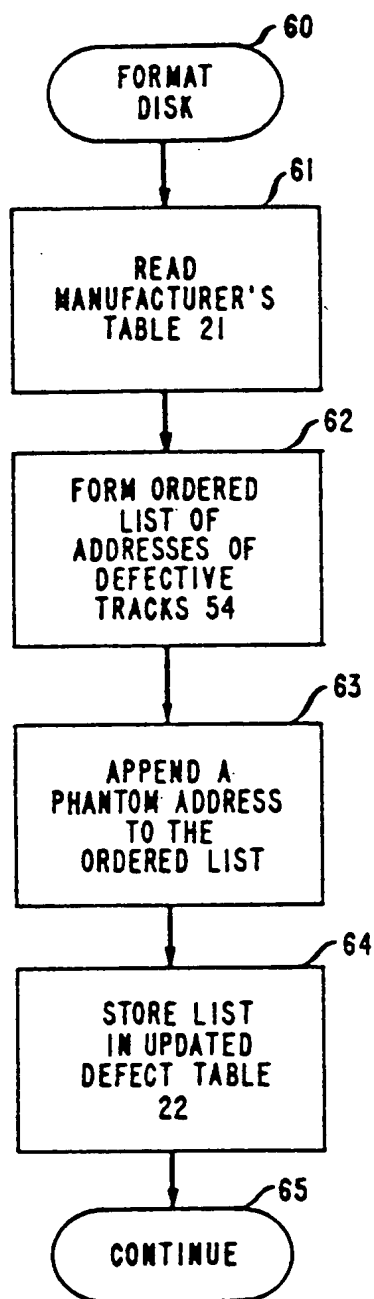 60
FORMAT
DISK
61
READ
MANUFACTURER'S
TABLE 21
62
FORM ORDERED
LIST OF
ADDRESSES OF
DEFECTIVE
TRACKS 54
63
APPEND A
PHANTOM ADDRESS
TO THE
ORDERED LIST
64
STORE LIST
IN UPDATED
DEFECT TABLE
22
65
CONTINUE